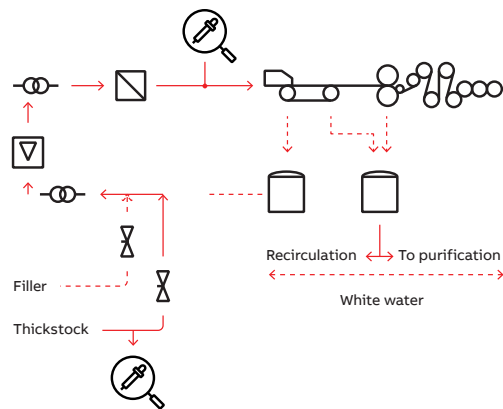 Recirculation
To purification
Filler
White water
Thickstock